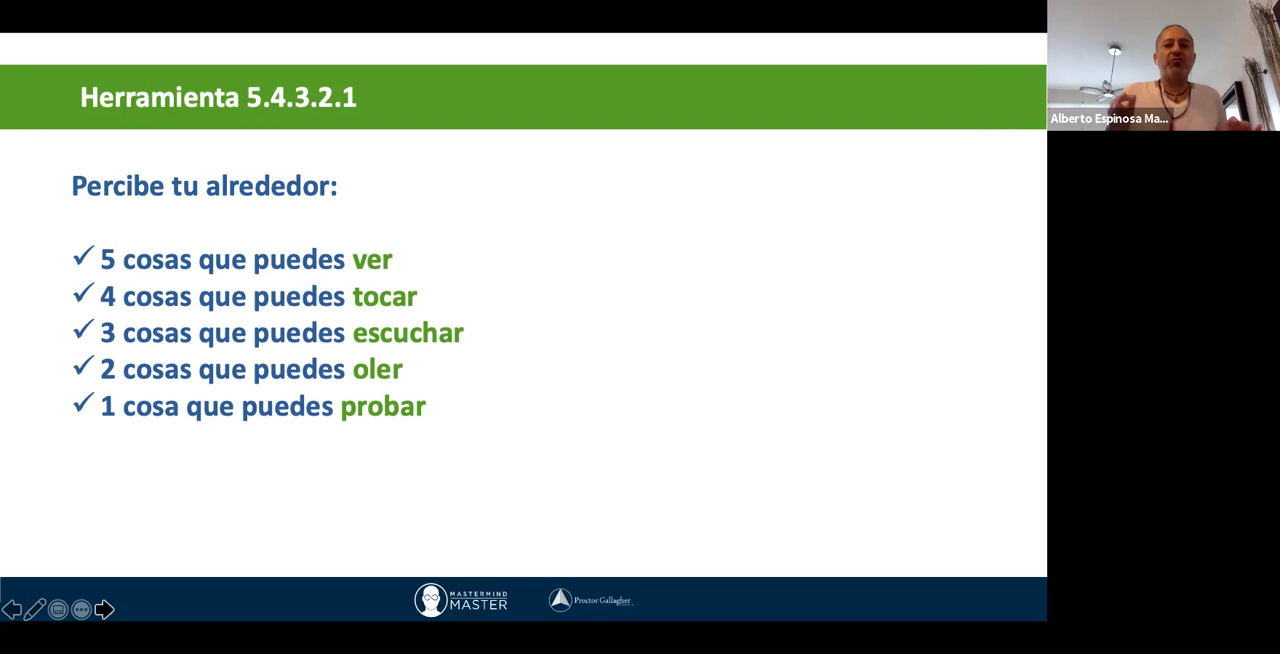 Herramienta 5.4.3.2.1
Alberto Espinosa Ma...
Percibe tu alrededor:
✓ 5 cosas que puedes ver
✓ 4 cosas que puedes tocar
✓ 3 cosas que puedes escuchar
✓ 2 cosas que puedes oler
✓ 1 cosa que puedes probar
MASTERMIND
MASTER
Proctor Gallagher